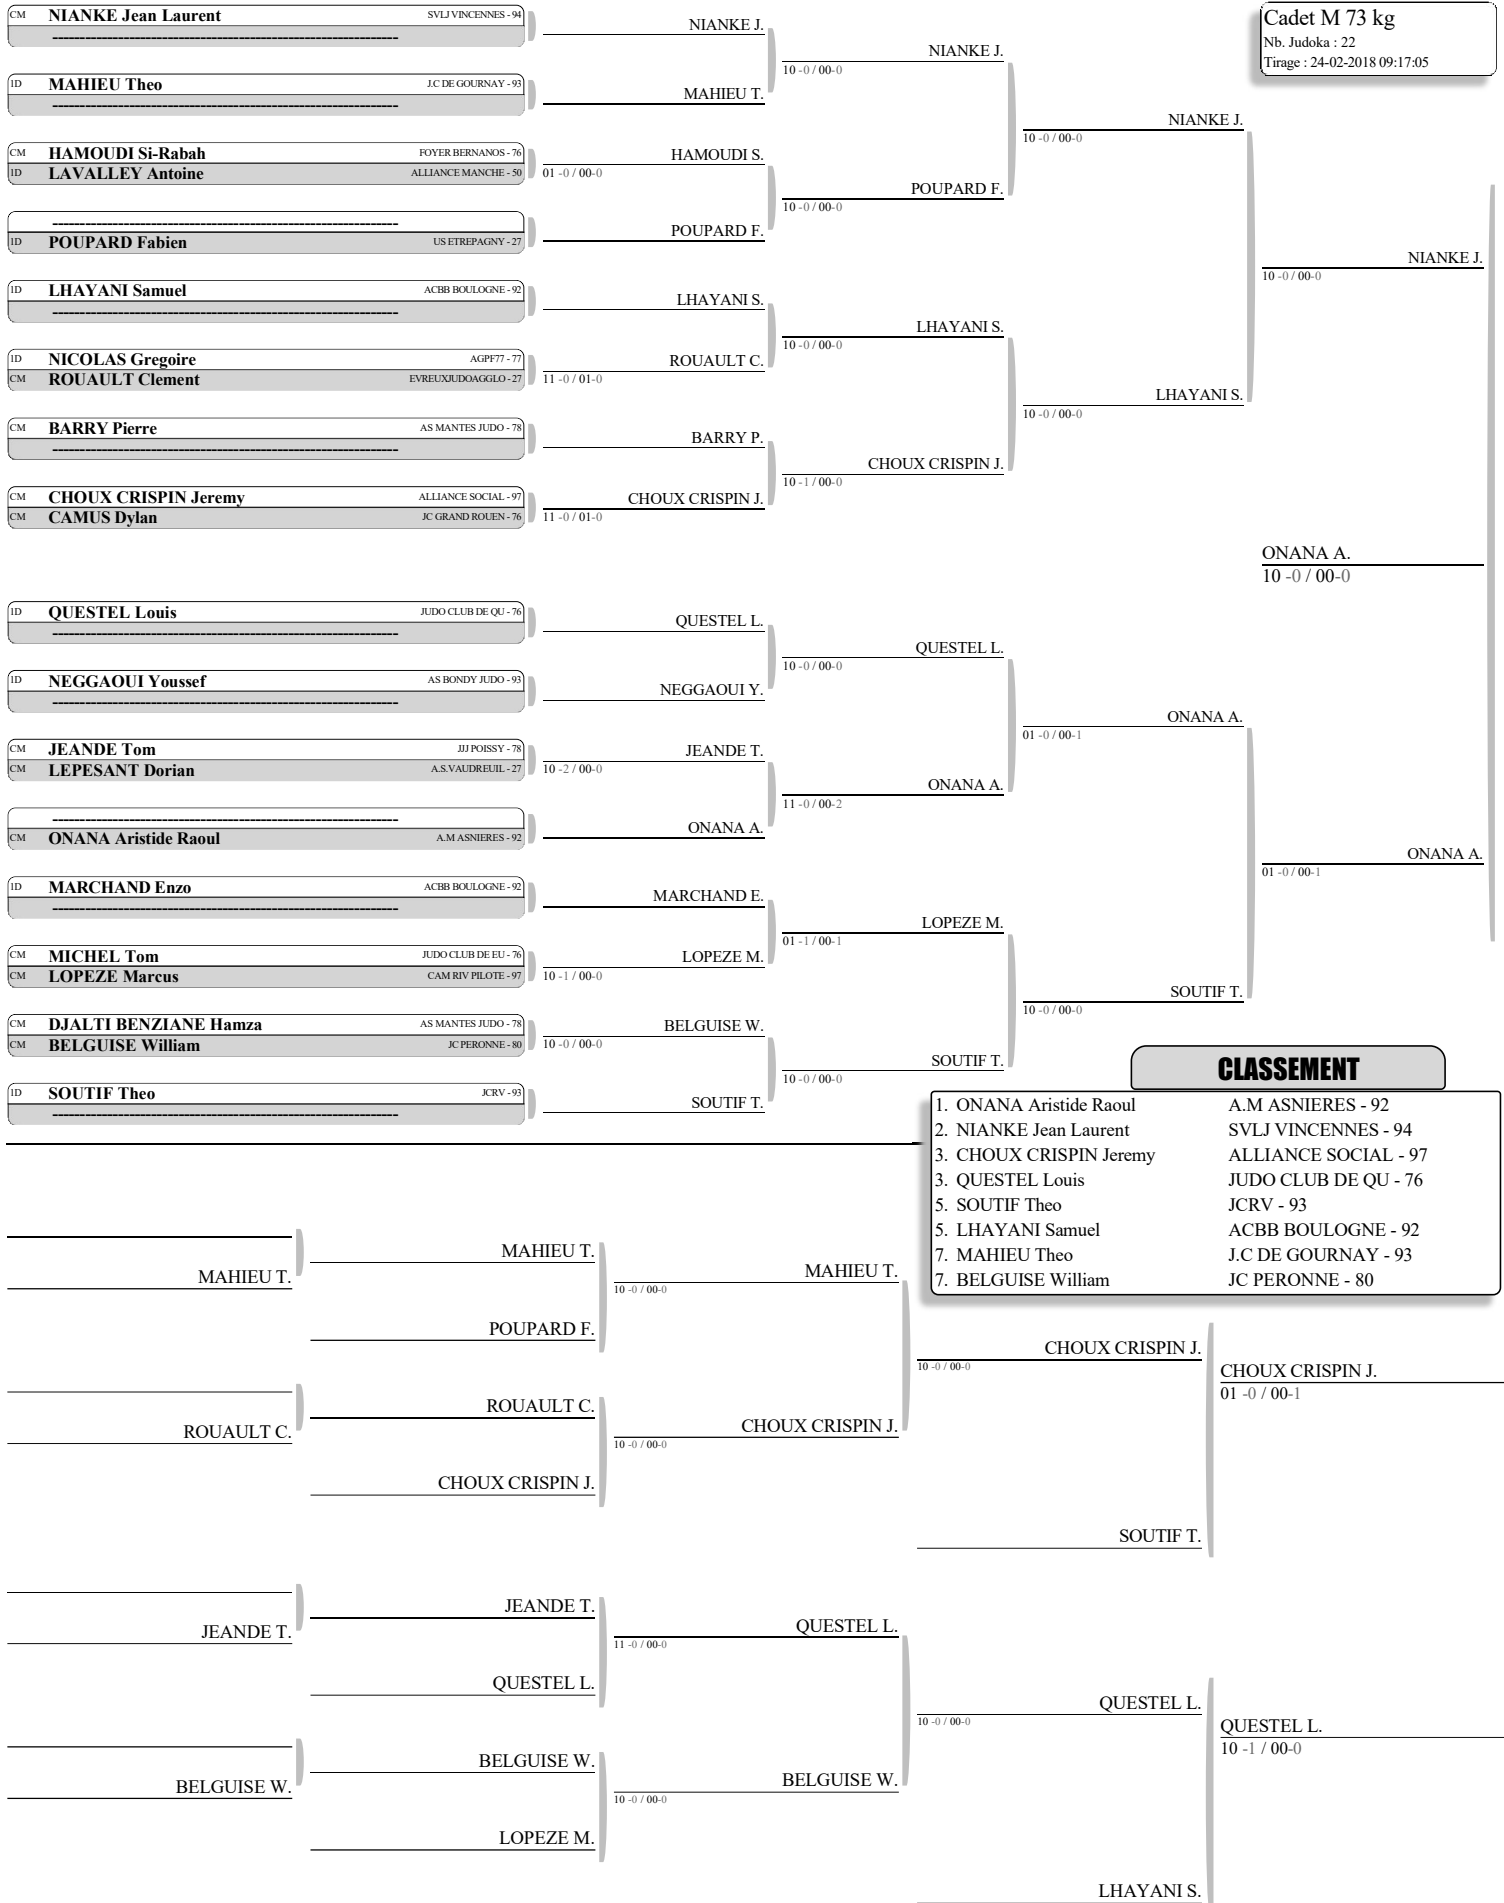 Cadet M 73 kg
Nb. Judoka : 22
Tirage : 24-02-2018 09:17:05
CM NIANKE Jean Laurent SVLJ VINCENNES - 94
----------------------------------------------------------------
1D MAHIEU Theo J.C DE GOURNAY - 93
----------------------------------------------------------------
CM HAMOUDI Si-Rabah FOYER BERNANOS - 76
1D LAVALLEY Antoine ALLIANCE MANCHE - 50
----------------------------------------------------------------
1D POUPARD Fabien US ETREPAGNY - 27
1D LHAYANI Samuel ACBB BOULOGNE - 92
----------------------------------------------------------------
1D NICOLAS Gregoire AGPF77 - 77
CM ROUAULT Clement EVREUXJUDOAGGLO - 27
CM BARRY Pierre AS MANTES JUDO - 78
----------------------------------------------------------------
CM CHOUX CRISPIN Jeremy ALLIANCE SOCIAL - 97
CM CAMUS Dylan JC GRAND ROUEN - 76
1D QUESTEL Louis JUDO CLUB DE QU - 76
----------------------------------------------------------------
1D NEGGAOUI Youssef AS BONDY JUDO - 93
----------------------------------------------------------------
CM JEANDE Tom JJJ POISSY - 78
CM LEPESANT Dorian A.S.VAUDREUIL - 27
----------------------------------------------------------------
CM ONANA Aristide Raoul A.M ASNIERES - 92
1D MARCHAND Enzo ACBB BOULOGNE - 92
----------------------------------------------------------------
CM MICHEL Tom JUDO CLUB DE EU - 76
CM LOPEZE Marcus CAM RIV PILOTE - 97
CM DJALTI BENZIANE Hamza AS MANTES JUDO - 78
CM BELGUISE William JC PERONNE - 80
1D SOUTIF Theo JCRV - 93
----------------------------------------------------------------
NIANKE J.
MAHIEU T.
HAMOUDI S.
01 -0 / 00-0
POUPARD F.
LHAYANI S.
ROUAULT C.
11 -0 / 01-0
BARRY P.
CHOUX CRISPIN J.
11 -0 / 01-0
QUESTEL L.
NEGGAOUI Y.
JEANDE T.
10 -2 / 00-0
ONANA A.
MARCHAND E.
LOPEZE M.
10 -1 / 00-0
BELGUISE W.
10 -0 / 00-0
SOUTIF T.
NIANKE J.
10 -0 / 00-0
POUPARD F.
10 -0 / 00-0
LHAYANI S.
10 -0 / 00-0
CHOUX CRISPIN J.
10 -1 / 00-0
QUESTEL L.
10 -0 / 00-0
ONANA A.
11 -0 / 00-2
LOPEZE M.
01 -1 / 00-1
SOUTIF T.
10 -0 / 00-0
NIANKE J.
10 -0 / 00-0
LHAYANI S.
10 -0 / 00-0
ONANA A.
01 -0 / 00-1
SOUTIF T.
10 -0 / 00-0
NIANKE J.
10 -0 / 00-0
ONANA A.
01 -0 / 00-1
ONANA A.
10 -0 / 00-0
CLASSEMENT
1. ONANA Aristide Raoul A.M ASNIERES - 92
2. NIANKE Jean Laurent SVLJ VINCENNES - 94
3. CHOUX CRISPIN Jeremy ALLIANCE SOCIAL - 97
3. QUESTEL Louis JUDO CLUB DE QU - 76
5. SOUTIF Theo JCRV - 93
5. LHAYANI Samuel ACBB BOULOGNE - 92
7. MAHIEU Theo J.C DE GOURNAY - 93
7. BELGUISE William JC PERONNE - 80
MAHIEU T.
ROUAULT C.
JEANDE T.
BELGUISE W.
MAHIEU T.
POUPARD F.
ROUAULT C.
CHOUX CRISPIN J.
JEANDE T.
QUESTEL L.
BELGUISE W.
LOPEZE M.
MAHIEU T.
10 -0 / 00-0
CHOUX CRISPIN J.
10 -0 / 00-0
QUESTEL L.
11 -0 / 00-0
BELGUISE W.
10 -0 / 00-0
CHOUX CRISPIN J.
10 -0 / 00-0
SOUTIF T.
QUESTEL L.
10 -0 / 00-0
LHAYANI S.
CHOUX CRISPIN J.
01 -0 / 00-1
QUESTEL L.
10 -1 / 00-0